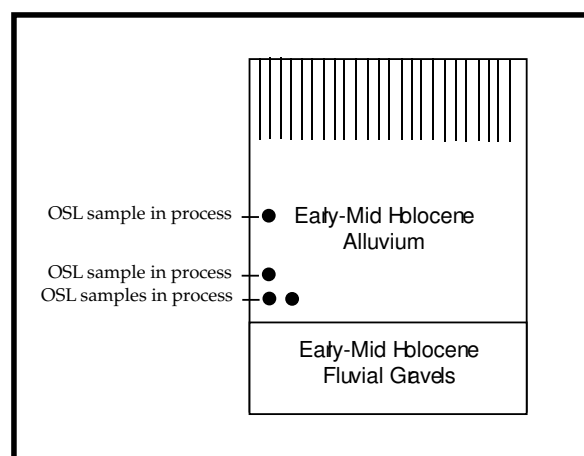 OSL sample in process
Early-Mid Holocene
Alluvium
OSL sample in process
OSL samples in process
Early-Mid Holocene
Fluvial Gravels